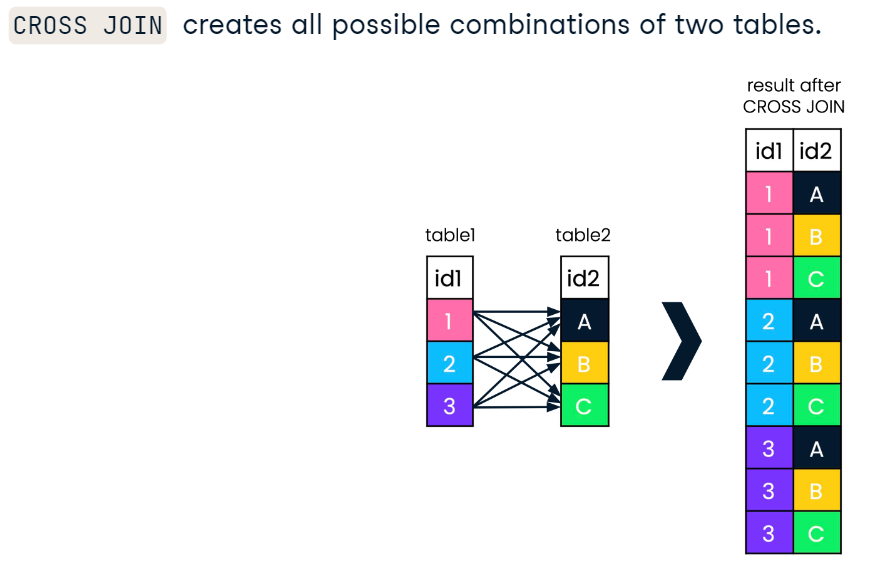 CROSS JOIN creates all possible combinations of two tables.
result after
CROSS JOIN
id1 id2
1 A
1 B
1 C
2 A
2 B
2 C
3 A
3 B
3 C
table1 table2
id1 id2
1 A
2 B
3 C